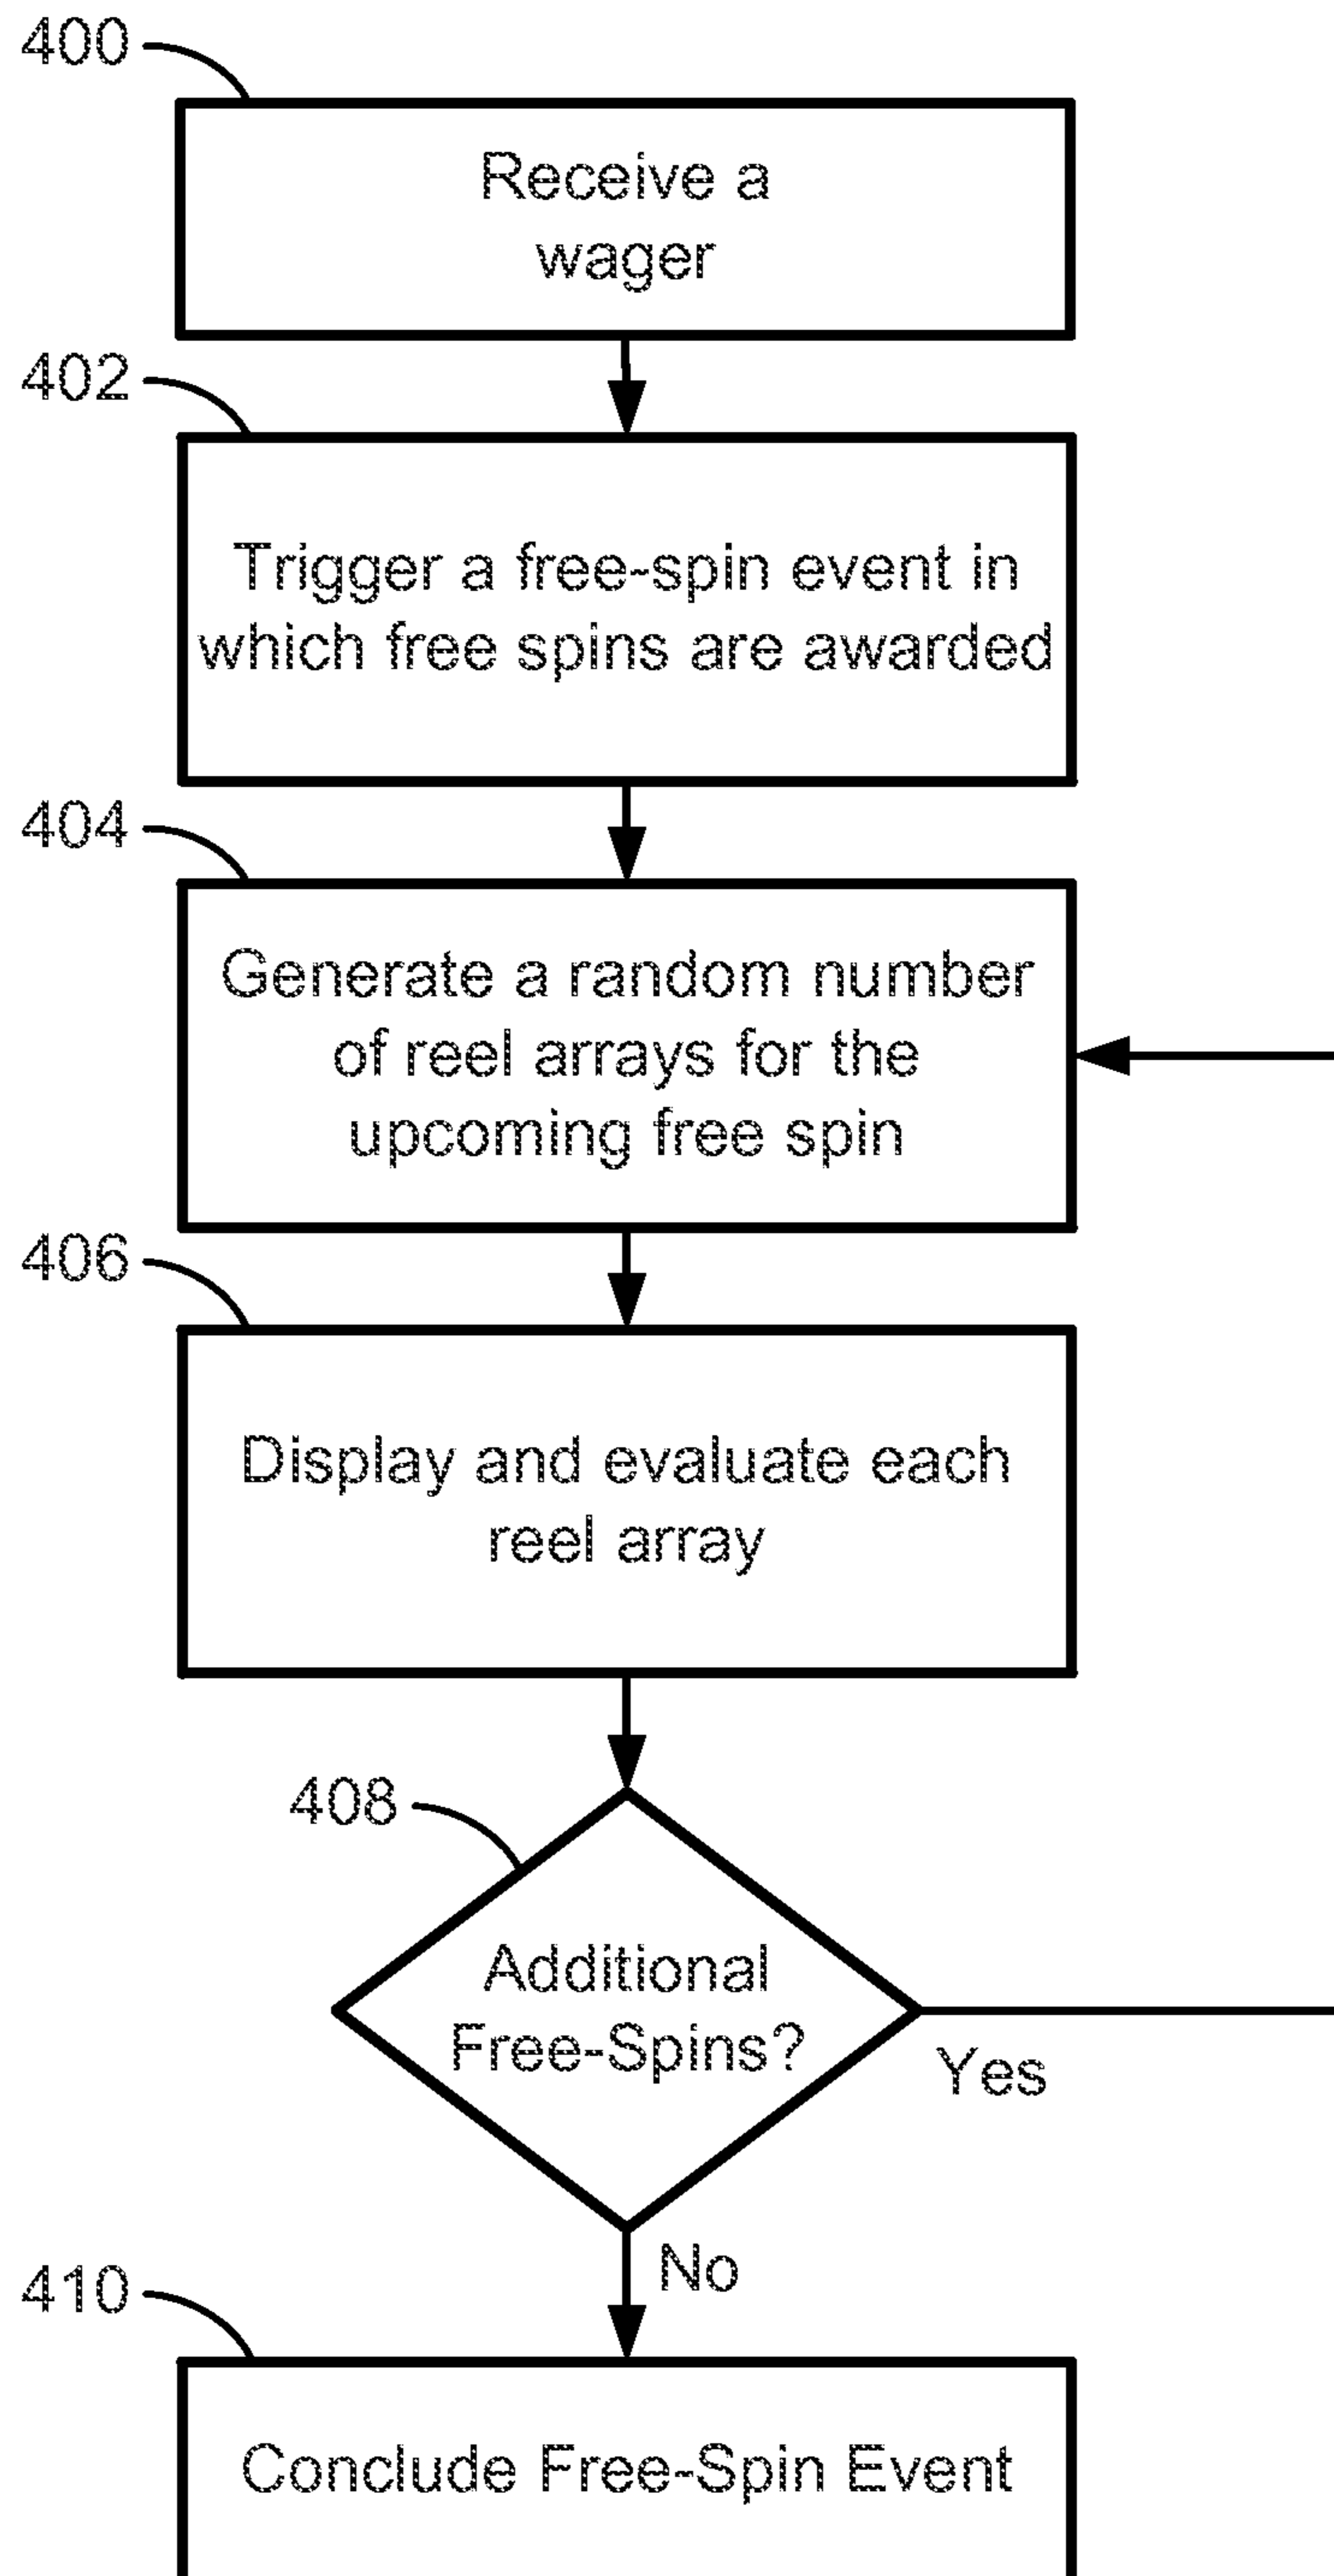 400
Receive a
wager
402
Trigger a free-spin event in
which free spins are awarded
404
Generate a random number
of reel arrays for the
upcoming free spin
406
Display and evaluate each
reel array
408
Additional
Free-Spins?
Yes
No
410
Conclude Free-Spin Event